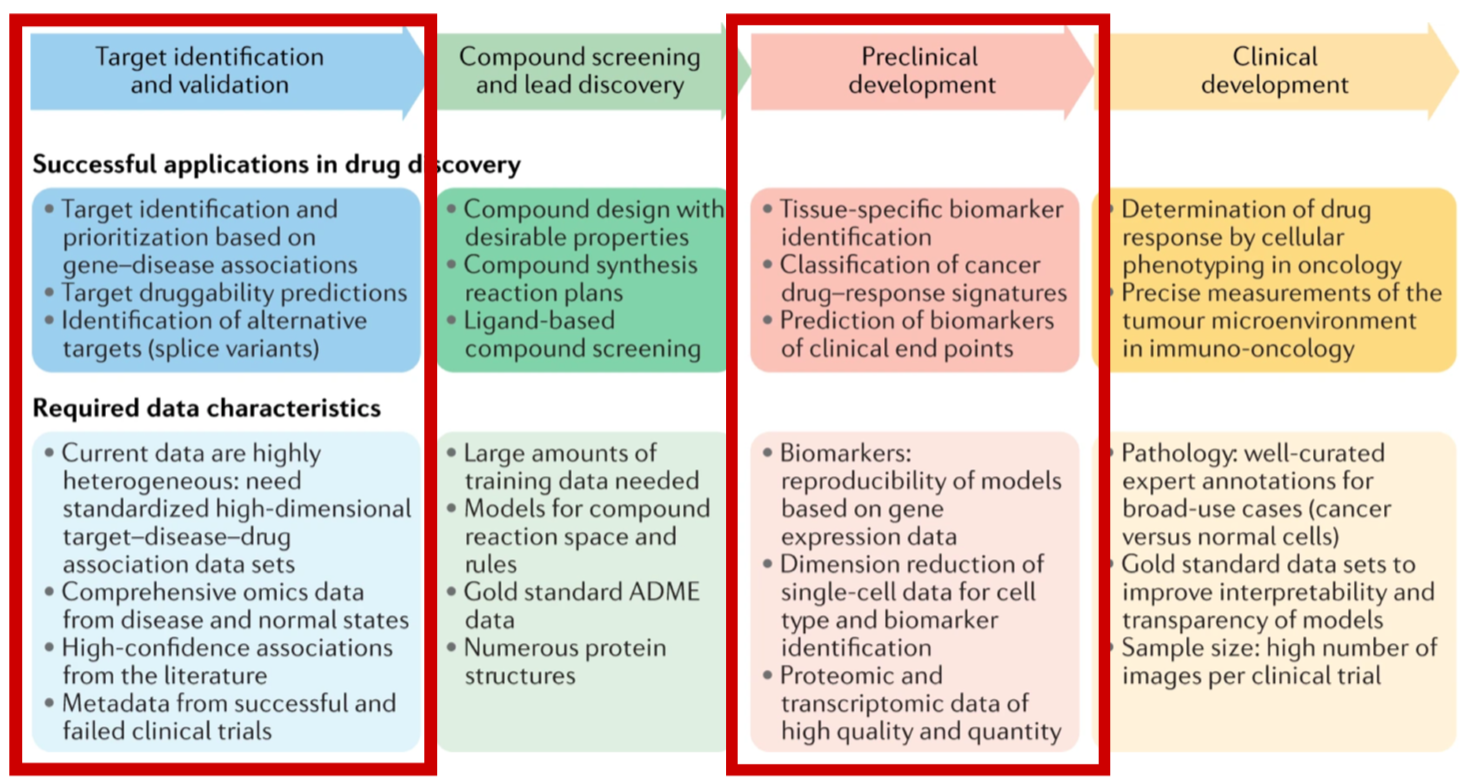 Target identification
and validation
Compound screening
and lead discovery
Preclinical
development
Clinical
development
Successful applications in drug discovery
• Target identification and
prioritization based on
gene–disease associations
• Target druggability predictions
• Identification of alternative
targets (splice variants)
• Compound design with
desirable properties
• Compound synthesis
reaction plans
• Ligand-based
compound screening
• Tissue-specific biomarker
identification
• Classification of cancer
drug–response signatures
• Prediction of biomarkers
of clinical end points
• Determination of drug
response by cellular
phenotyping in oncology
• Precise measurements of the
tumour microenvironment
in immuno-oncology
Required data characteristics
• Current data are highly
heterogeneous: need
standardized high-dimensional
target–disease–drug
association data sets
• Comprehensive omics data
from disease and normal states
• High-confidence associations
from the literature
• Metadata from successful and
failed clinical trials
• Large amounts of
training data needed
• Models for compound
reaction space and
rules
• Gold standard ADME
data
• Numerous protein
structures
• Biomarkers:
reproducibility of models
based on gene
expression data
• Dimension reduction of
single-cell data for cell
type and biomarker
identification
• Proteomic and
transcriptomic data of
high quality and quantity
• Pathology: well-curated
expert annotations for
broad-use cases (cancer
versus normal cells)
• Gold standard data sets to
improve interpretability and
transparency of models
• Sample size: high number of
images per clinical trial